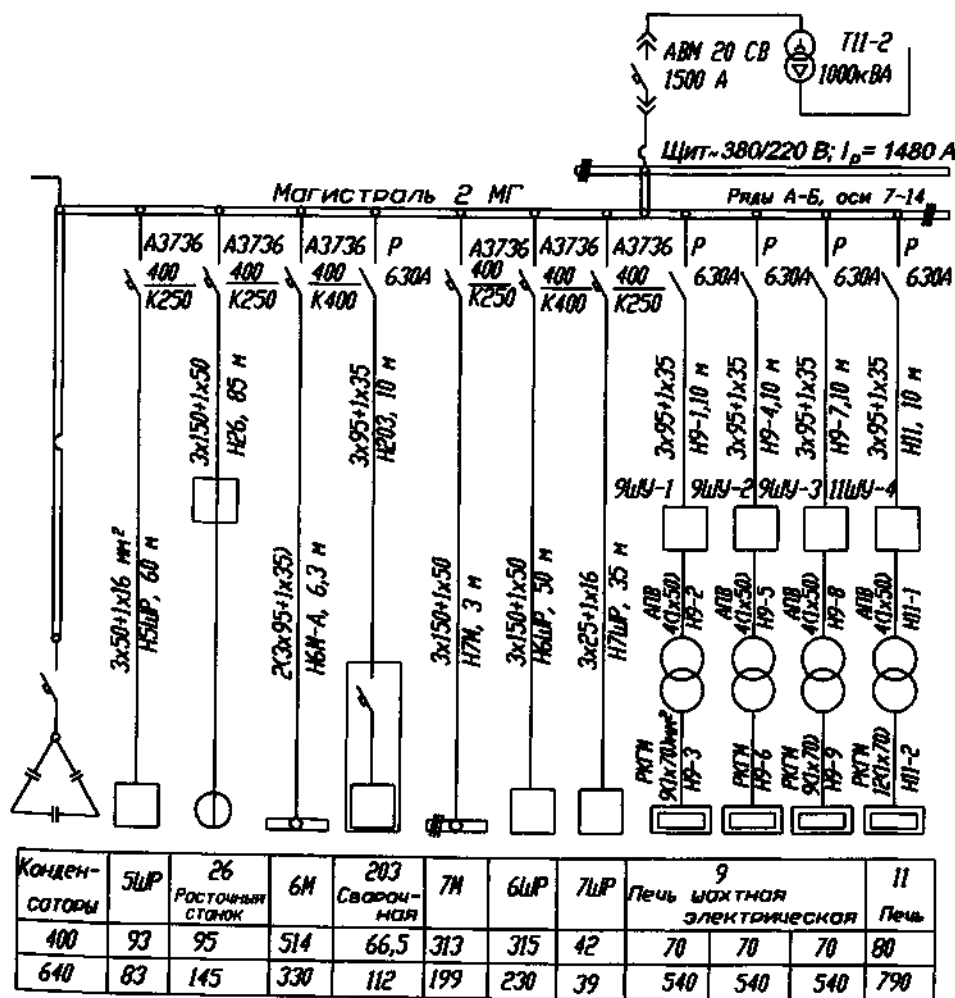 АВМ 20 СВ
1500 А
Т11-2
1000кВА
Щит~380/220 В; Iр= 1480 А
Магистраль 2 МГ
Ряды А-Б, оси 7-14
А3736 А3736 А3736 Р А3736 А3736 А3736 Р Р Р Р
400/К250 400/К250 400/К400 630А 400/К250 400/К400 400/К250 630А 630А 630А 630А
3х50+1х16 мм²
Н5ШР, 60 м
3х150+1х50
Н26, 85 м
2(3х95+1х35)
Н6М-А, 6,3 м
3х95+1х35
Н203, 10 м
3х150+1х50
Н7М, 3 м
3х150+1х50
Н6ШР, 50 м
3х25+1х16
Н7ШР, 35 м
3х95+1х35
Н9-1,10 м
3х95+1х35
Н9-4,10 м
3х95+1х35
Н9-7,10 м
3х95+1х35
Н11, 10 м
9ШУ-1 9ШУ-2 9ШУ-3 11ШУ-4
АПВ
4(1х50)
Н9-2
АПВ
4(1х50)
Н9-5
АПВ
4(1х50)
Н9-8
АПВ
4(1х50)
Н11-1
РКГМ
9(1х70)мм²
Н9-3
РКГМ
Н9-6
РКГМ
9(1х70)
Н9-9
РКГМ
12(1х70)
Н11-2
Конден-
саторы
5ШР
26
Расточный
станок
6М
203
Свароч-
ная
7М
6ШР
7ШР
9
Печь шахтная
электрическая
11
Печь
400 93 95 514 66,5 313 315 42 70 70 70 80
640 83 145 330 112 199 230 39 540 540 540 790